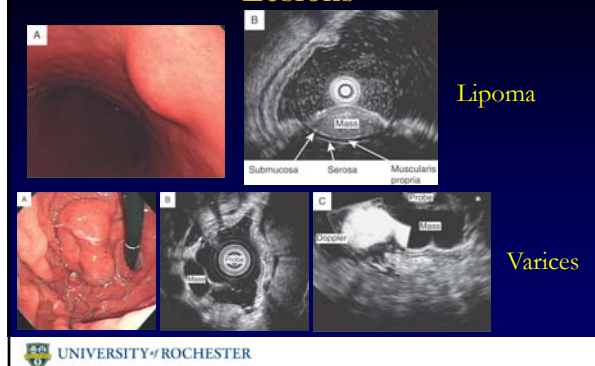 Lesions
A
B
Mass
Submucosa Serosa Muscularis propria
Lipoma
A
B
Probe
Mass
C
Probe
Mass
Doppler
Varices
UNIVERSITY of ROCHESTER